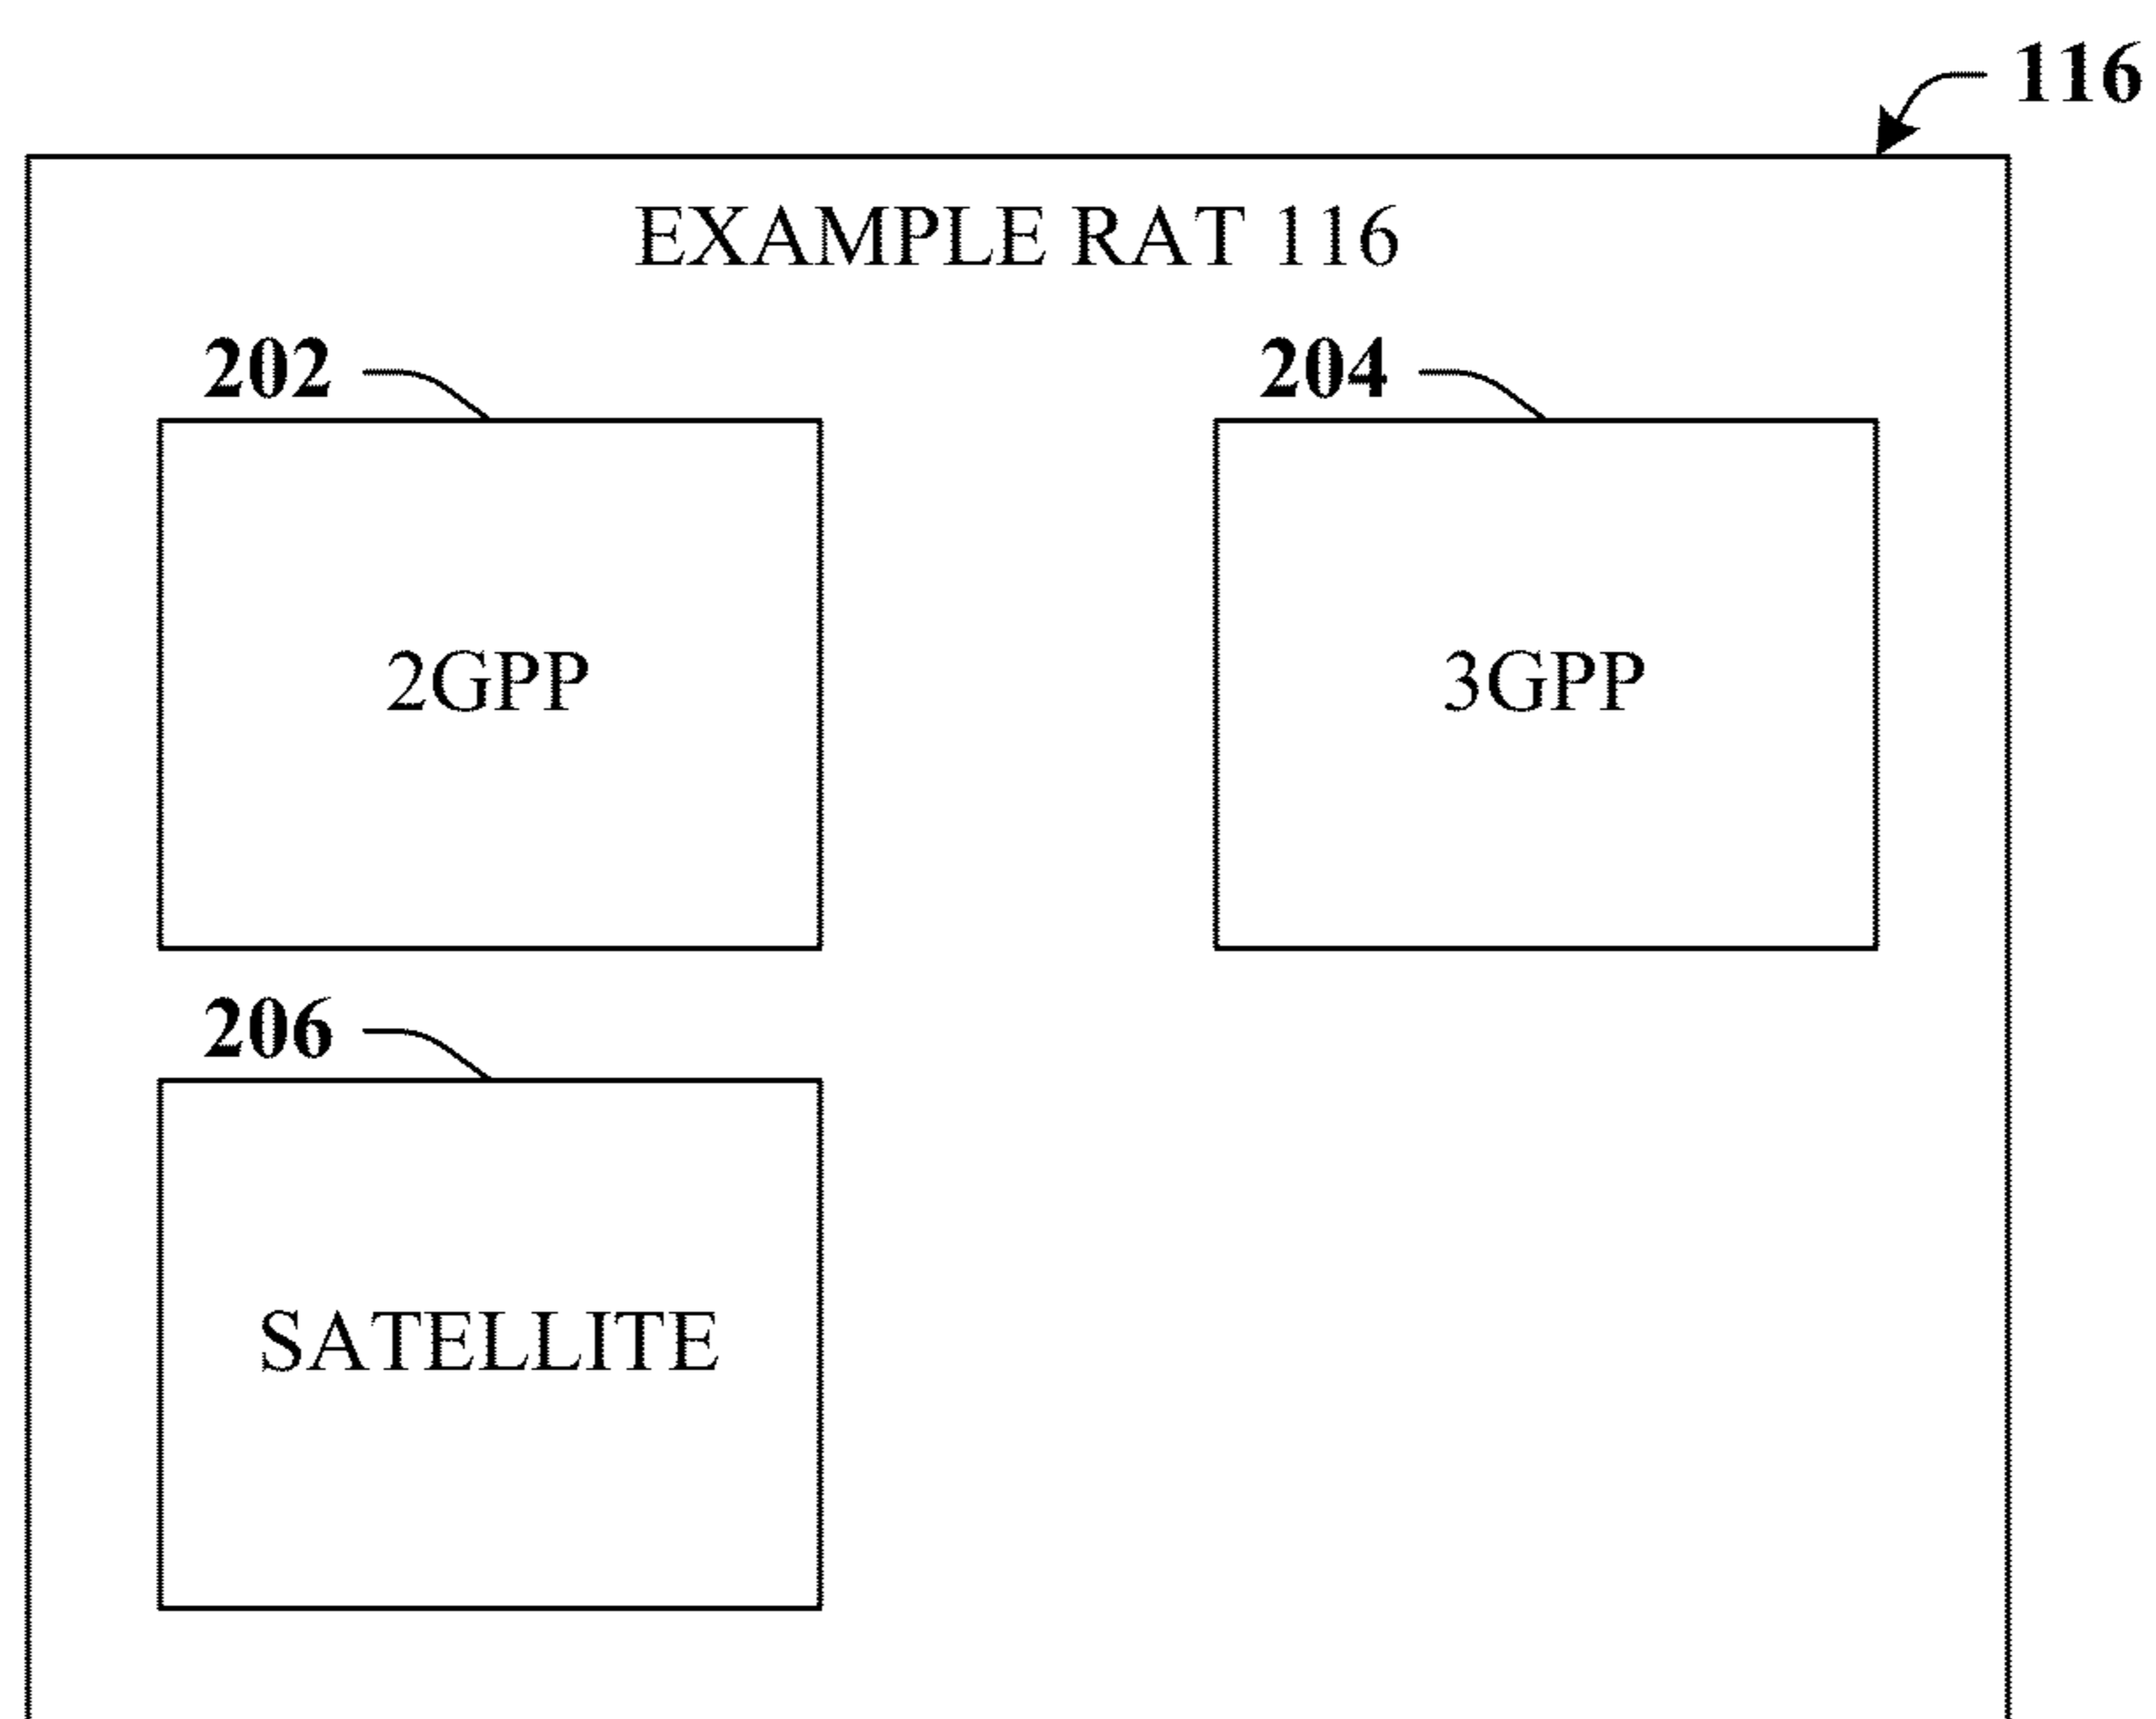 116
EXAMPLE RAT 116
202
204
2GPP
3GPP
206
SATELLITE